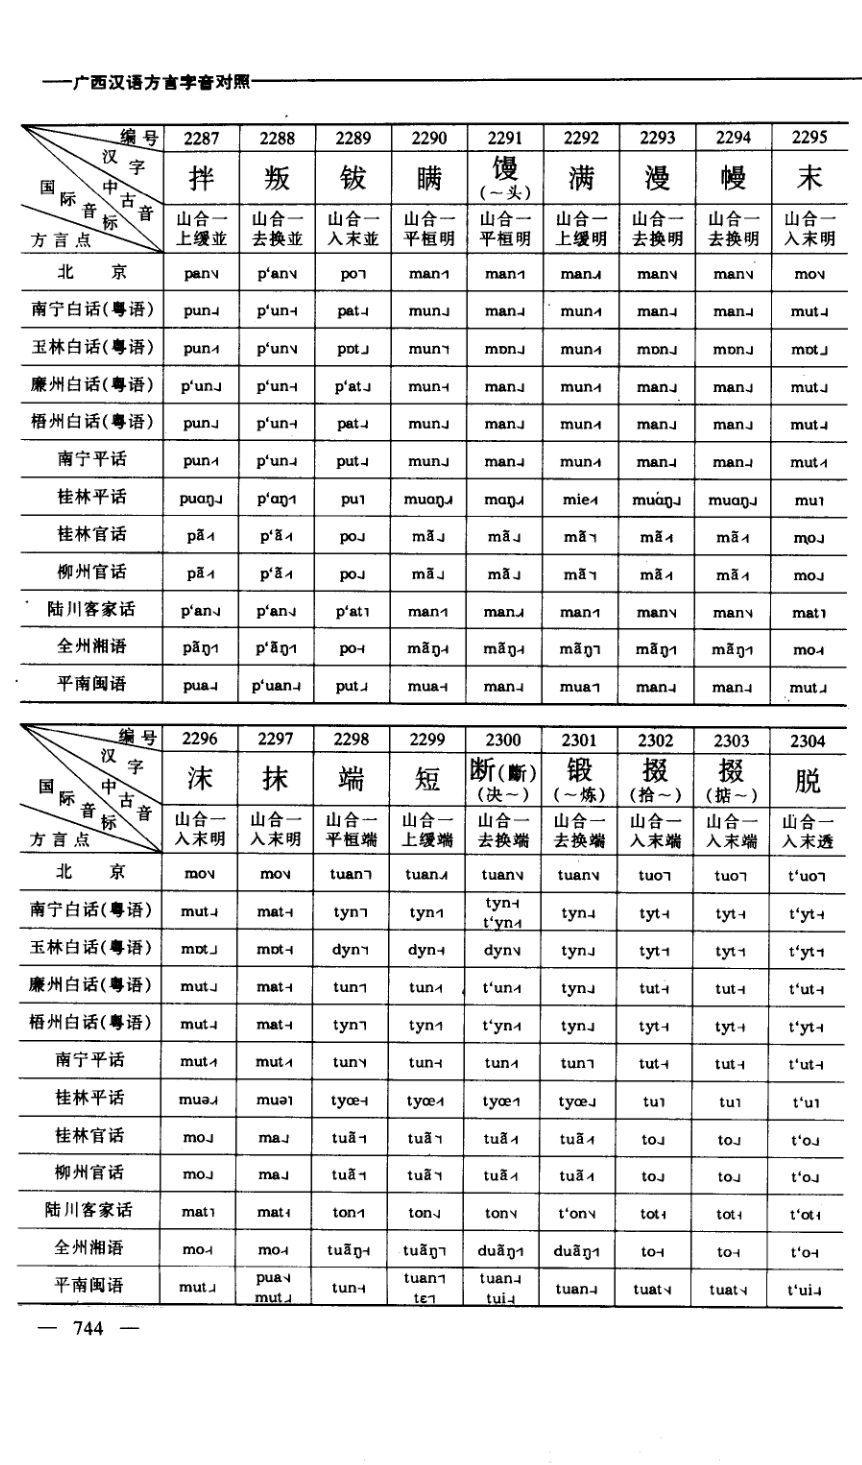 ——广西汉语方言字音对照——
编号 2287 2288 2289 2290 2291 2292 2293 2294 2295
汉字 拌 叛 钹 瞒 馒(～头) 满 漫 幔 末
国际音标 中古音
山合一 山合一 山合一 山合一 山合一 山合一 山合一 山合一 山合一
方言点 上缓並 去换並 入末並 平桓明 平桓明 上缓明 去换明 去换明 入末明
北京 pan p‘an po man man man man man mo
南宁白话(粤语) pun p‘un pat mun man mun man man mut
玉林白话(粤语) pun p‘un pɒt mun mɒn mun mɒn mɒn mɒt
廉州白话(粤语) p‘un p‘un p‘at mun man mun man man mut
梧州白话(粤语) pun p‘un pat mun man mun man man mut
南宁平话 pun p‘un put mun man mun man man mut
桂林平话 puɑŋ p‘ɑŋ pu muɑŋ mɑŋ mie muɑŋ muɑŋ mu
桂林官话 pã p‘ã po mã mã mã mã mã mo
柳州官话 pã p‘ã po mã mã mã mã mã mo
陆川客家话 p‘an p‘an p‘at man man man man man mat
全州湘语 pãŋ p‘ãŋ po mãŋ mãŋ mãŋ mãŋ mãŋ mo
平南闽语 pua p‘uan put mua man mua man man mut
编号 2296 2297 2298 2299 2300 2301 2302 2303 2304
汉字 沫 抹 端 短 断(斷)(决～) 锻(～炼) 掇(拾～) 掇(掂～) 脱
国际音标 中古音
山合一 山合一 山合一 山合一 山合一 山合一 山合一 山合一 山合一
方言点 入末明 入末明 平桓端 上缓端 去换端 去换端 入末端 入末端 入末透
北京 mo mo tuan tuan tuan tuan tuo tuo t‘uo
南宁白话(粤语) mut mat tyn tyn tyn t‘yn tyn tyt tyt t‘yt
玉林白话(粤语) mɒt mɒt dyn dyn dyn tyn tyt tyt t‘yt
廉州白话(粤语) mut mat tun tun t‘un tyn tut tut t‘ut
梧州白话(粤语) mut mat tyn tyn t‘yn tyn tyt tyt t‘yt
南宁平话 mut mut tun tun tun tun tut tut t‘ut
桂林平话 muə muə tyœ tyœ tyœ tyœ tu tu t‘u
桂林官话 mo ma tuã tuã tuã tuã to to t‘o
柳州官话 mo ma tuã tuã tuã tuã to to t‘o
陆川客家话 mat mat ton ton ton t‘on tot tot t‘ot
全州湘语 mo mo tuãŋ tuãŋ duãŋ duãŋ to to t‘o
平南闽语 mut pua mut tun tuan tɛ tuan tui tuan tuat tuat t‘ui
— 744 —